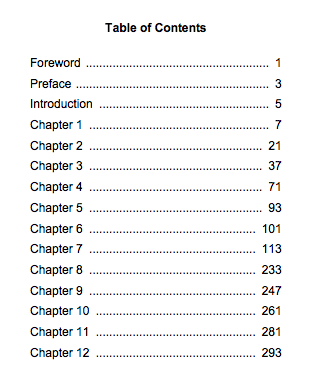 Table of Contents
Foreword ........................................................ 1
Preface ........................................................... 3
Introduction .................................................... 5
Chapter 1 ....................................................... 7
Chapter 2 ..................................................... 21
Chapter 3 ..................................................... 37
Chapter 4 ..................................................... 71
Chapter 5 ..................................................... 93
Chapter 6 ................................................... 101
Chapter 7 ................................................... 113
Chapter 8 ................................................... 233
Chapter 9 ................................................... 247
Chapter 10 ................................................. 261
Chapter 11 ................................................. 281
Chapter 12 ................................................. 293